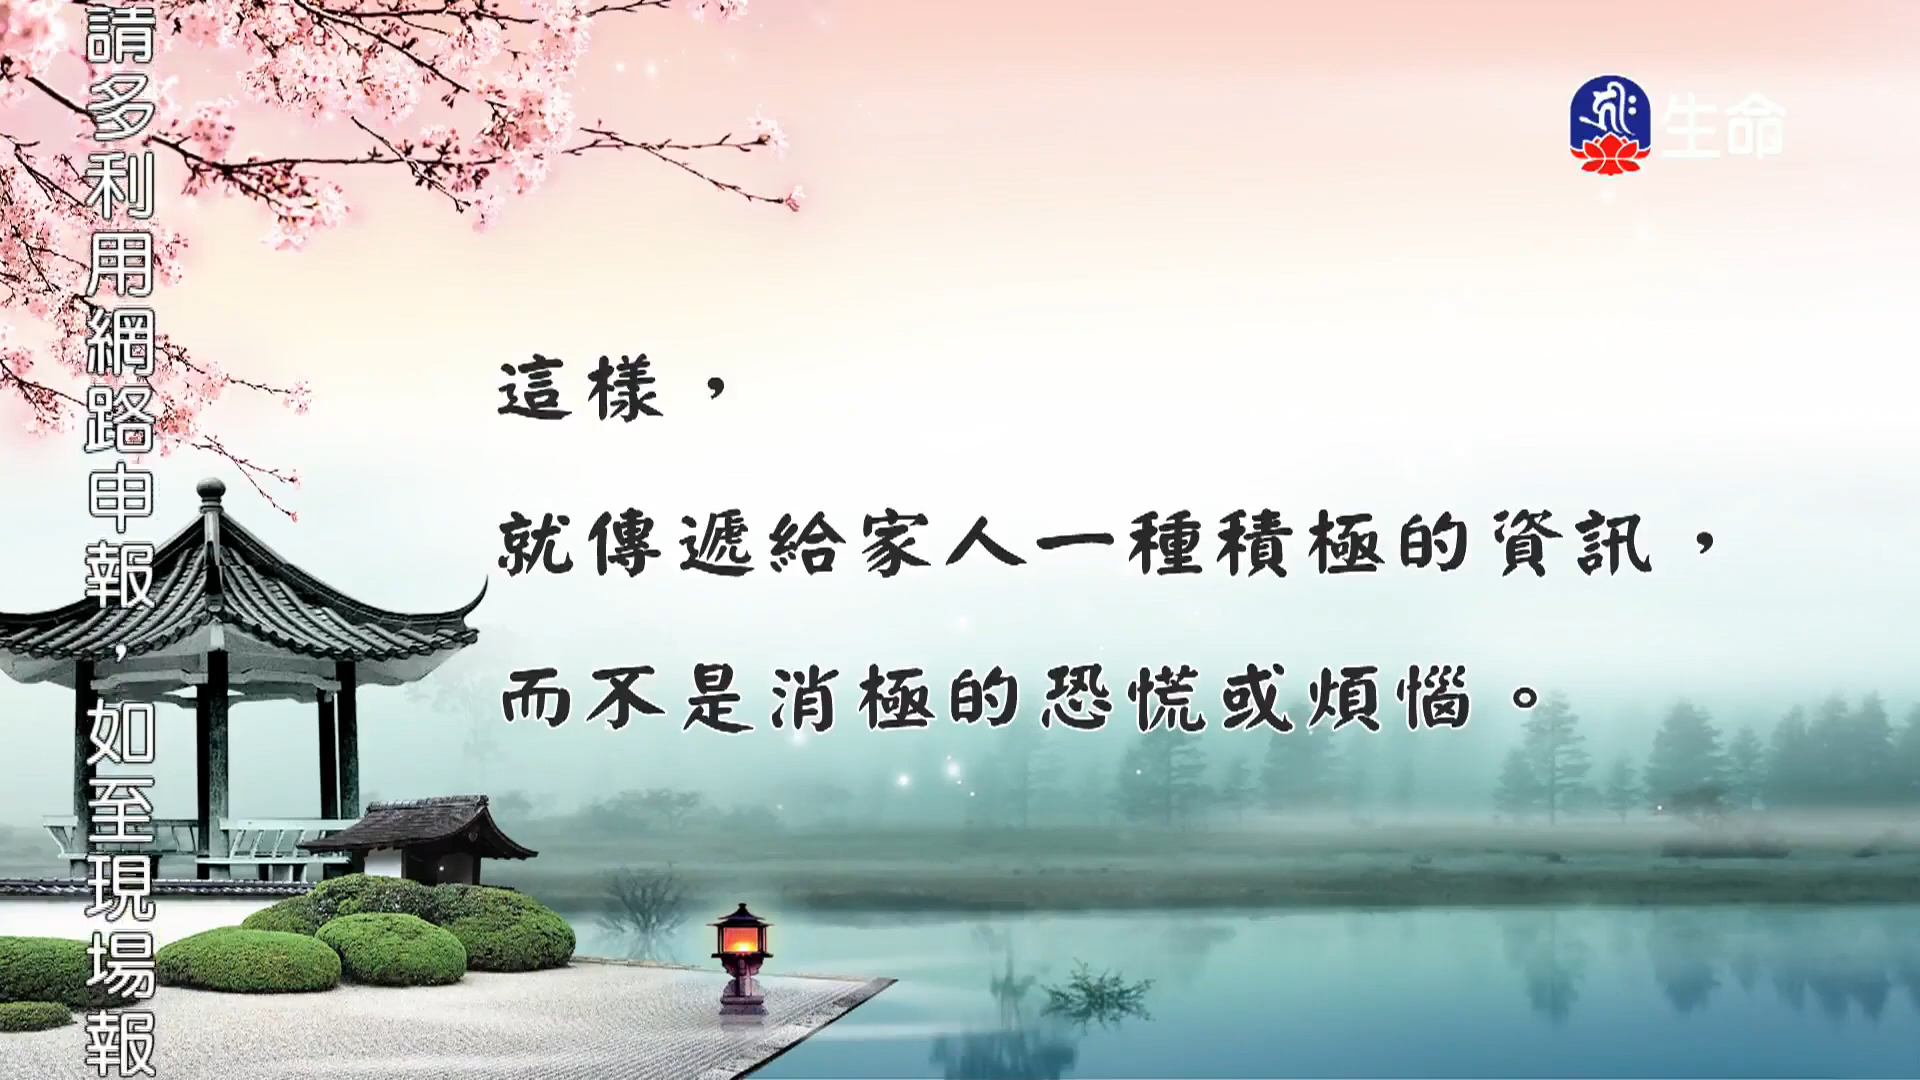 請多利用網路申報，如至現場報
生命
這樣，
就傳遞給家人一種積極的資訊，
而不是消極的恐慌或煩惱。